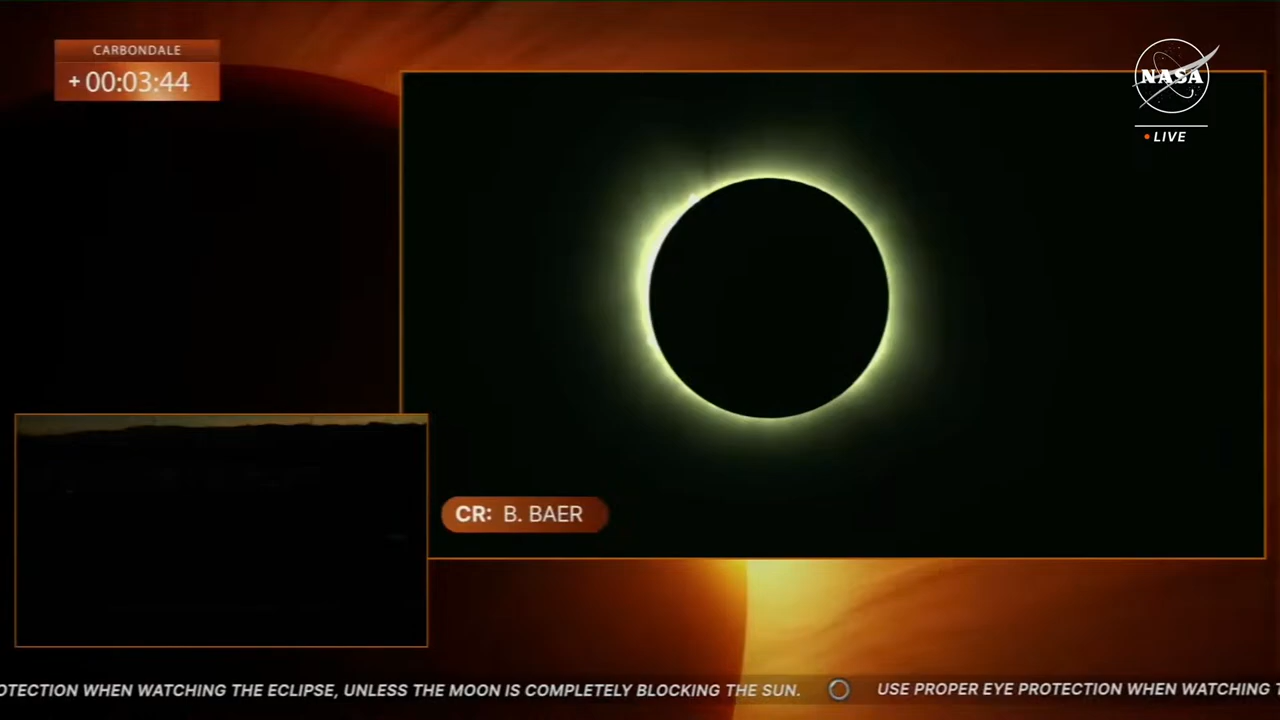 CARBONDALE
+ 00:03:44
NASA
LIVE
CR: B. BAER
OTECTION WHEN WATCHING THE ECLIPSE, UNLESS THE MOON IS COMPLETELY BLOCKING THE SUN. USE PROPER EYE PROTECTION WHEN WATCHING T